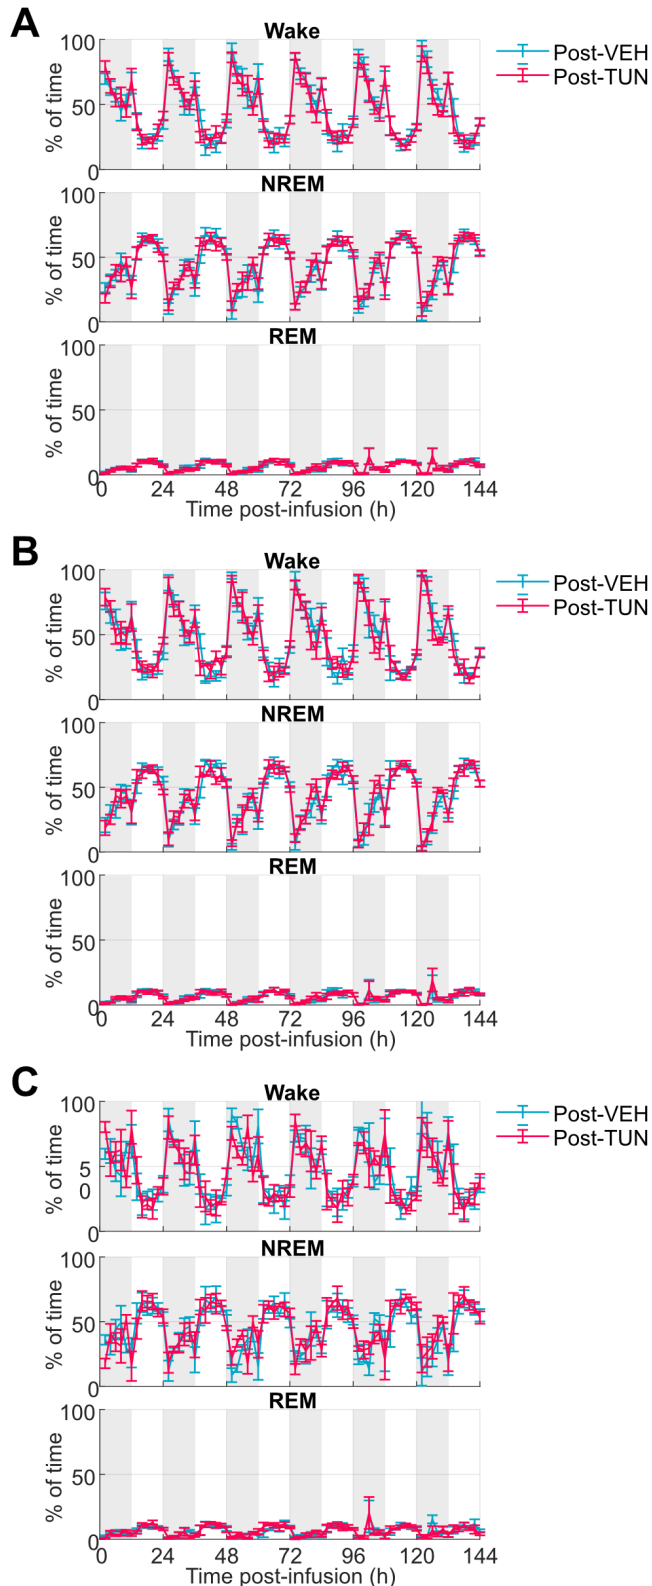 A
Wake
100
50
0
% of time
Post-VEH
Post-TUN
NREM
100
50
0
% of time
REM
100
50
0
% of time
0 24 48 72 96 120 144
Time post-infusion (h)
B
Wake
100
50
0
% of time
Post-VEH
Post-TUN
NREM
100
50
0
% of time
REM
100
50
0
% of time
0 24 48 72 96 120 144
Time post-infusion (h)
C
Wake
100
5
0
0
% of time
Post-VEH
Post-TUN
NREM
100
50
0
% of time
REM
100
50
0
% of time
0 24 48 72 96 120 144
Time post-infusion (h)